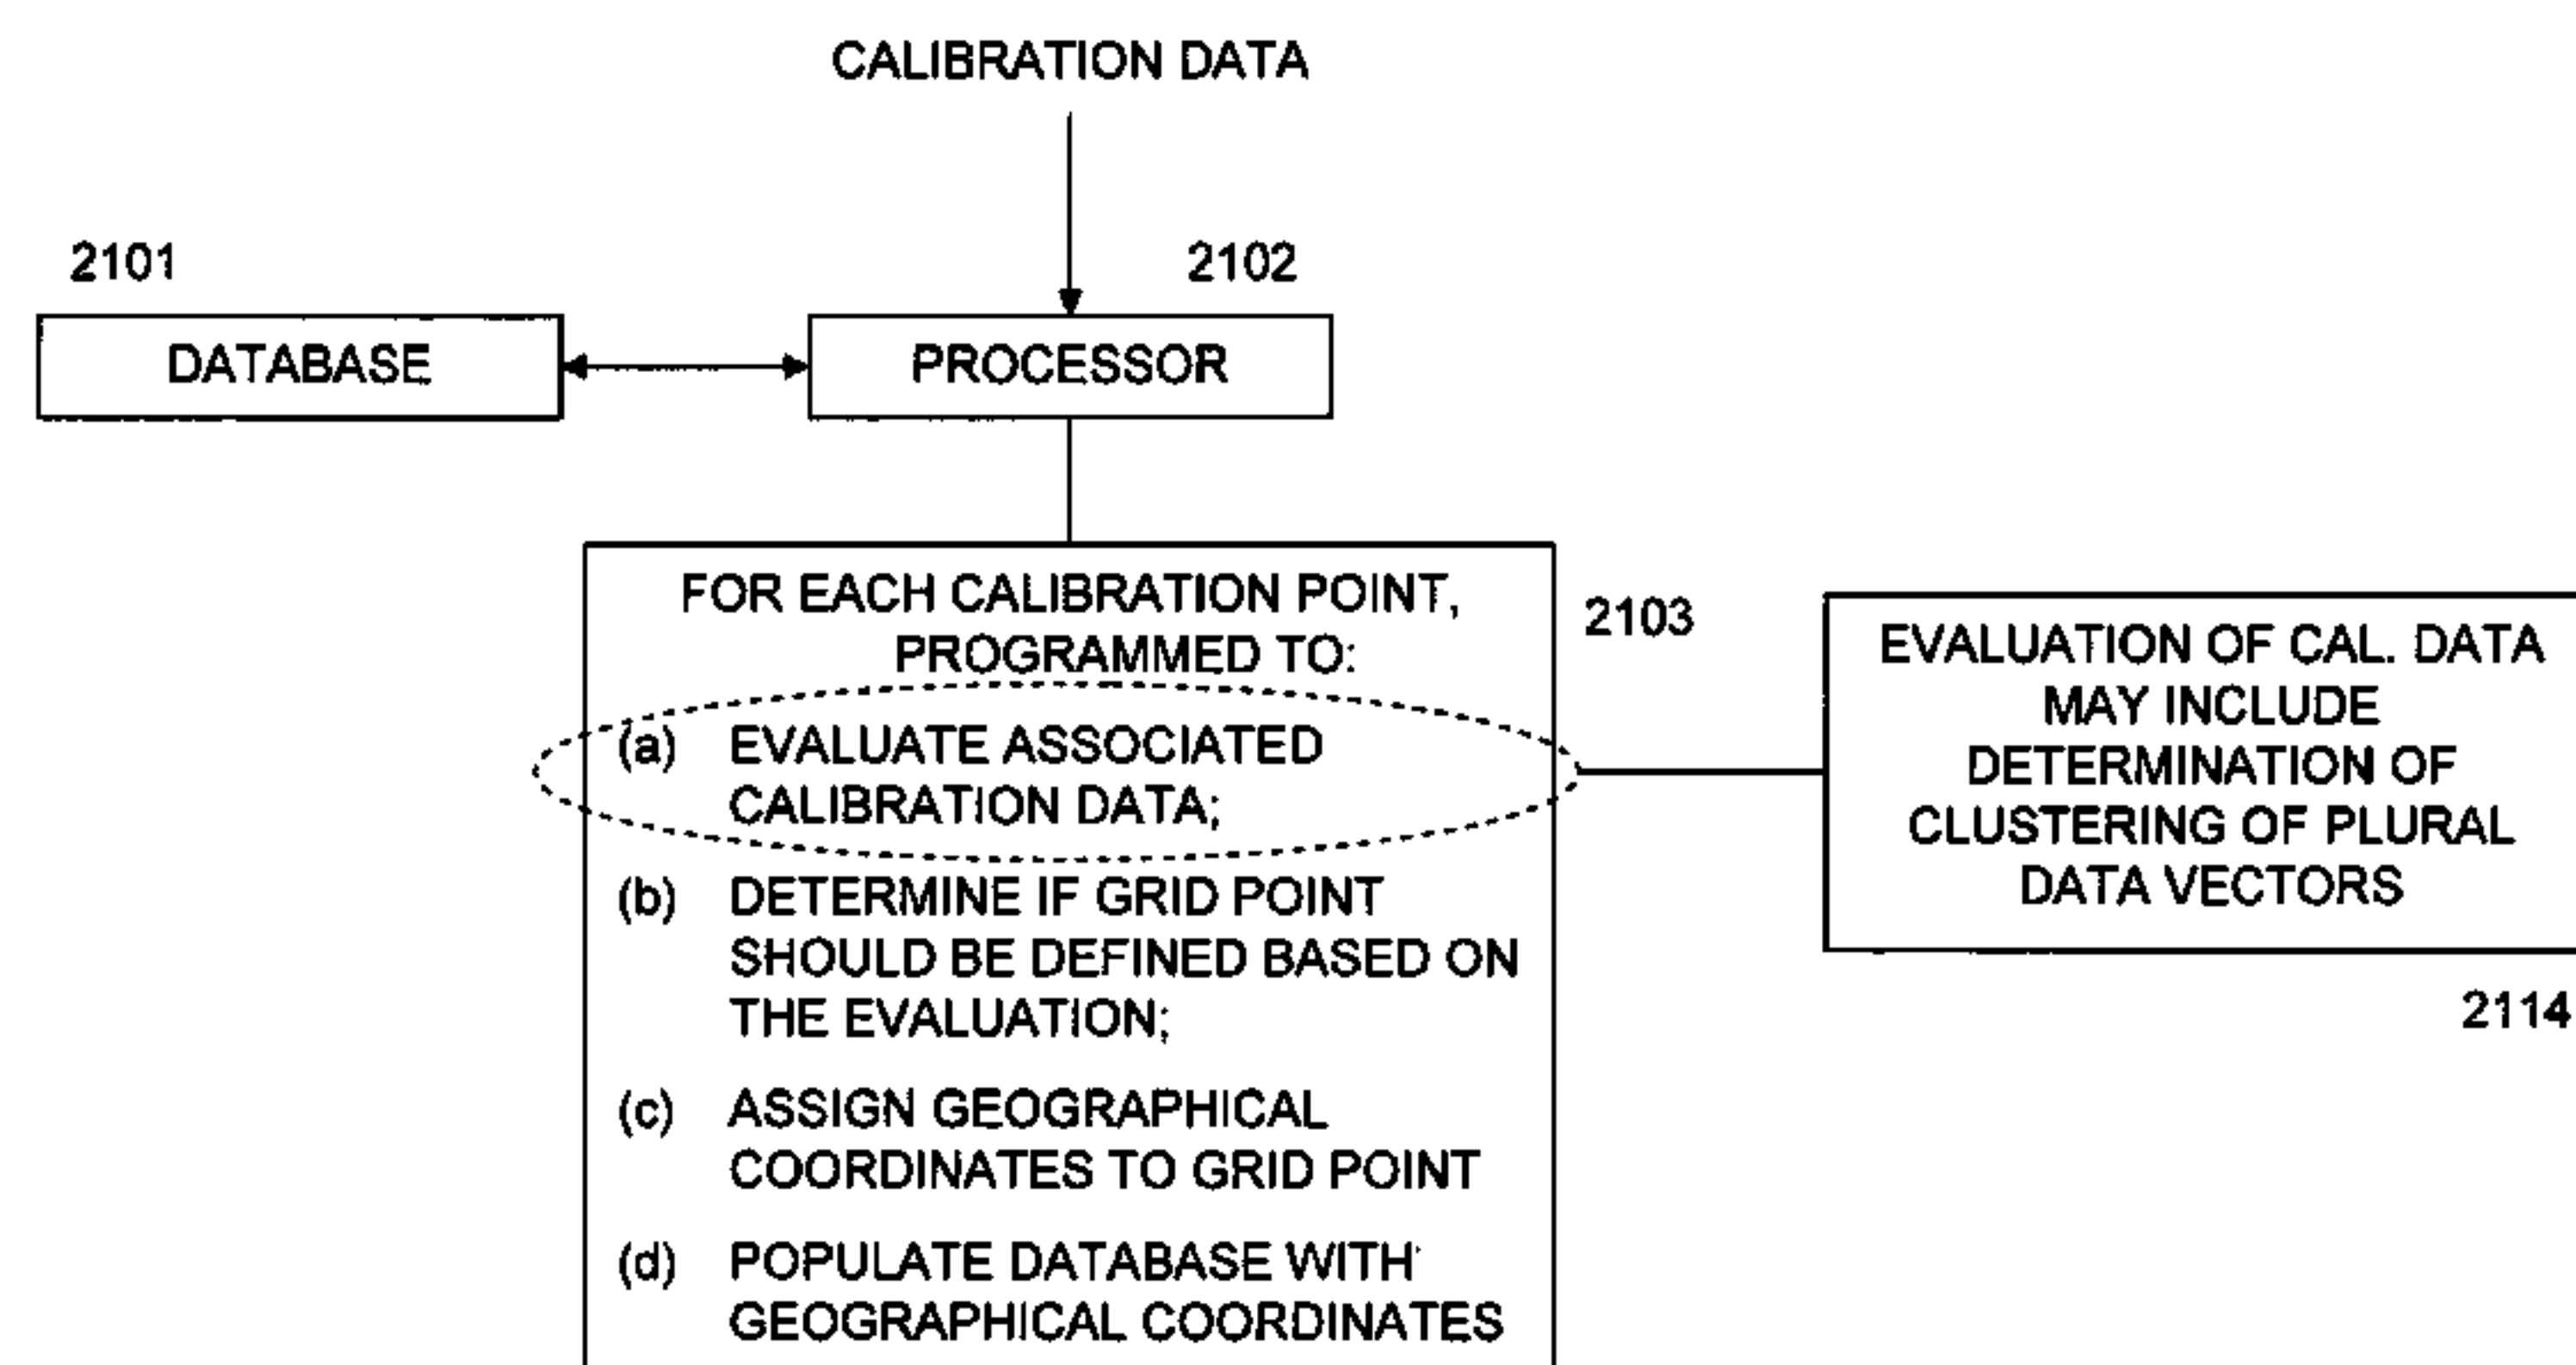 CALIBRATION DATA
2101
2102
DATABASE
PROCESSOR
FOR EACH CALIBRATION POINT,
PROGRAMMED TO:
2103
(a) EVALUATE ASSOCIATED
CALIBRATION DATA;
(b) DETERMINE IF GRID POINT
SHOULD BE DEFINED BASED ON
THE EVALUATION;
(c) ASSIGN GEOGRAPHICAL
COORDINATES TO GRID POINT
(d) POPULATE DATABASE WITH
GEOGRAPHICAL COORDINATES
EVALUATION OF CAL. DATA
MAY INCLUDE
DETERMINATION OF
CLUSTERING OF PLURAL
DATA VECTORS
2114